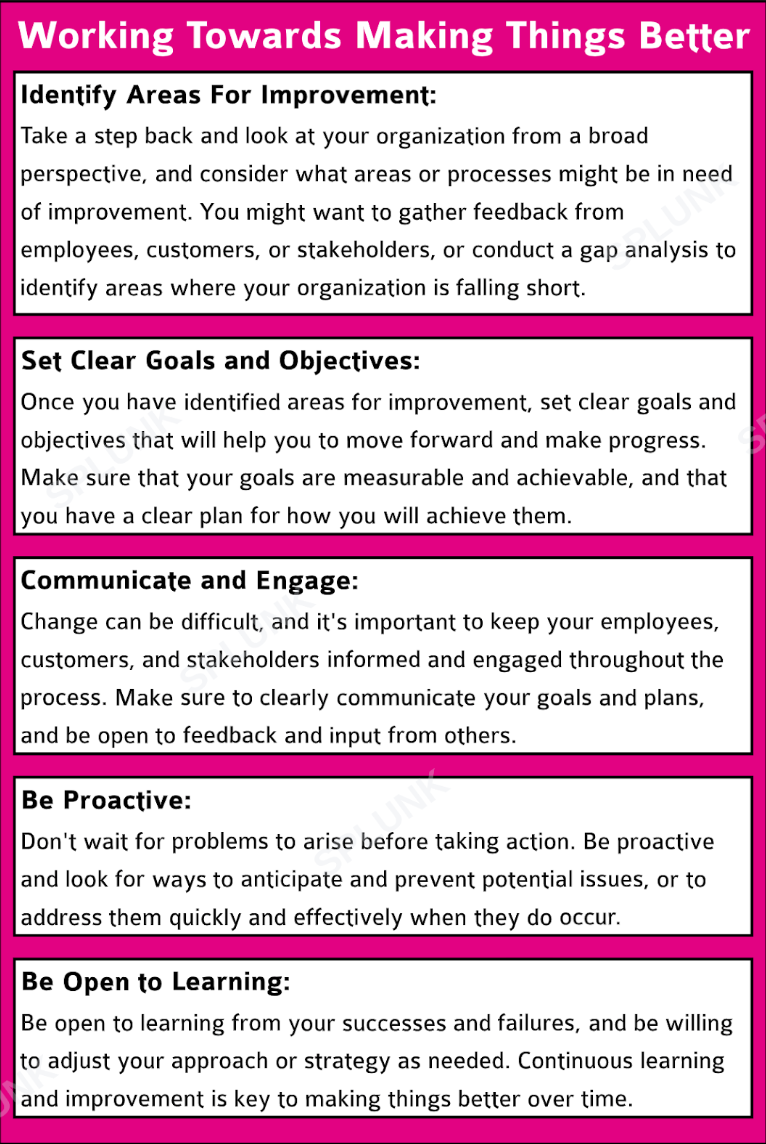 Working Towards Making Things Better
Identify Areas For Improvement:
Take a step back and look at your organization from a broad
perspective, and consider what areas or processes might be in need
of improvement. You might want to gather feedback from
employees, customers, or stakeholders, or conduct a gap analysis to
identify areas where your organization is falling short.
Set Clear Goals and Objectives:
Once you have identified areas for improvement, set clear goals and
objectives that will help you to move forward and make progress.
Make sure that your goals are measurable and achievable, and that
you have a clear plan for how you will achieve them.
Communicate and Engage:
Change can be difficult, and it's important to keep your employees,
customers, and stakeholders informed and engaged throughout the
process. Make sure to clearly communicate your goals and plans,
and be open to feedback and input from others.
Be Proactive:
Don't wait for problems to arise before taking action. Be proactive
and look for ways to anticipate and prevent potential issues, or to
address them quickly and effectively when they do occur.
Be Open to Learning:
Be open to learning from your successes and failures, and be willing
to adjust your approach or strategy as needed. Continuous learning
and improvement is key to making things better over time.
SPLUNK
SPLUNK
SPLUNK
SPLUNK